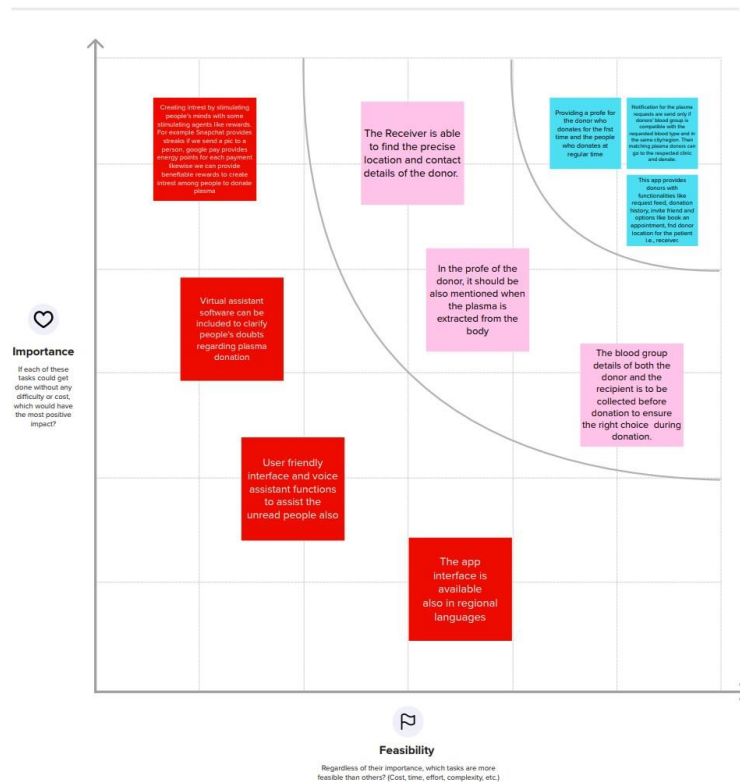 Creating intrest by stimulating
people's minds with some
stimulating agents like rewards.
For example Snapchat provides
streaks if we send a pic to a
person, google pay provides
energy points for each payment.
likewise we can provide
benefiable rewards to create
intrest among people to donate
plasma
The Receiver is able
to find the precise
location and contact
details of the donor.
Providing a profe for
the donor who
donates for the frst
time and the people
who donates at
regular time
Notification for the plasma
requests are send only if
donors' blood group is
compatible with the
requested blood type and in
the same city/region. Then
matching plasma donors can
go to the respected clinic
and donate.
This app provides
donors with
functionalities like
request feed, donation
history, invite friend and
options like book an
appointment, fnd donor
location for the patient
i.e., receiver.
In the profe of the
donor, it should be
also mentioned when
the plasma is
extracted from the
body
Virtual assistant
software can be
included to clarify
people's doubts
regarding plasma
donation
The blood group
details of both the
donor and the
recipient is to be
collected before
donation to ensure
the right choice during
donation.
User friendly
interface and voice
assistant functions
to assist the
unread people also
The app
interface is
available
also in regional
languages
Importance
If each of these
tasks could get
done without any
difficulty or cost,
which would have
the most positive
impact?
Feasibility
Regardless of their importance, which tasks are more
feasible than others? (Cost, time, effort, complexity, etc.)